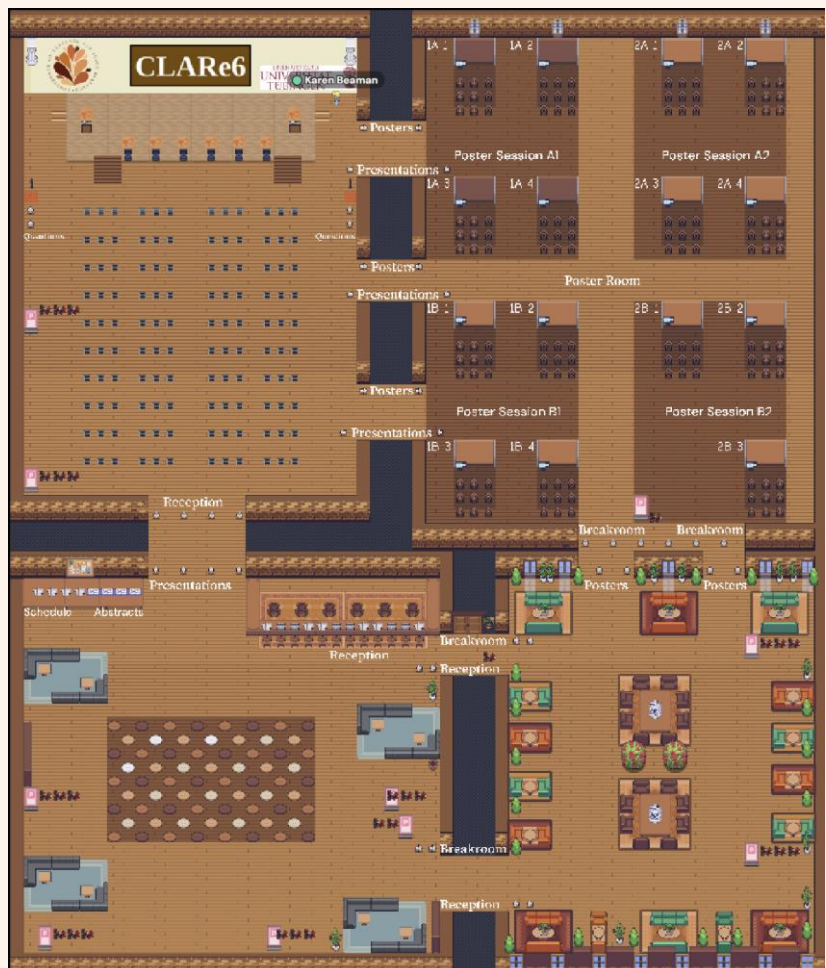 CLARe6
UNIVERSITÄT
TÜBINGEN
Karen Beaman
Posters
Presentations
Questions
Questions
Posters
Presentations
Posters
Presentations
1A 1
1A 2
2A 1
2A 2
Poster Session A1
Poster Session A2
1A 3
1A 4
2A 3
2A 4
Poster Room
1B 1
1B 2
2B 1
2B 2
Poster Session B1
Poster Session B2
1B 3
1B 4
2B 3
Reception
Presentations
Breakroom
Breakroom
Posters
Posters
Schedule
Abstracts
Reception
Breakroom
Reception
Breakroom
Reception